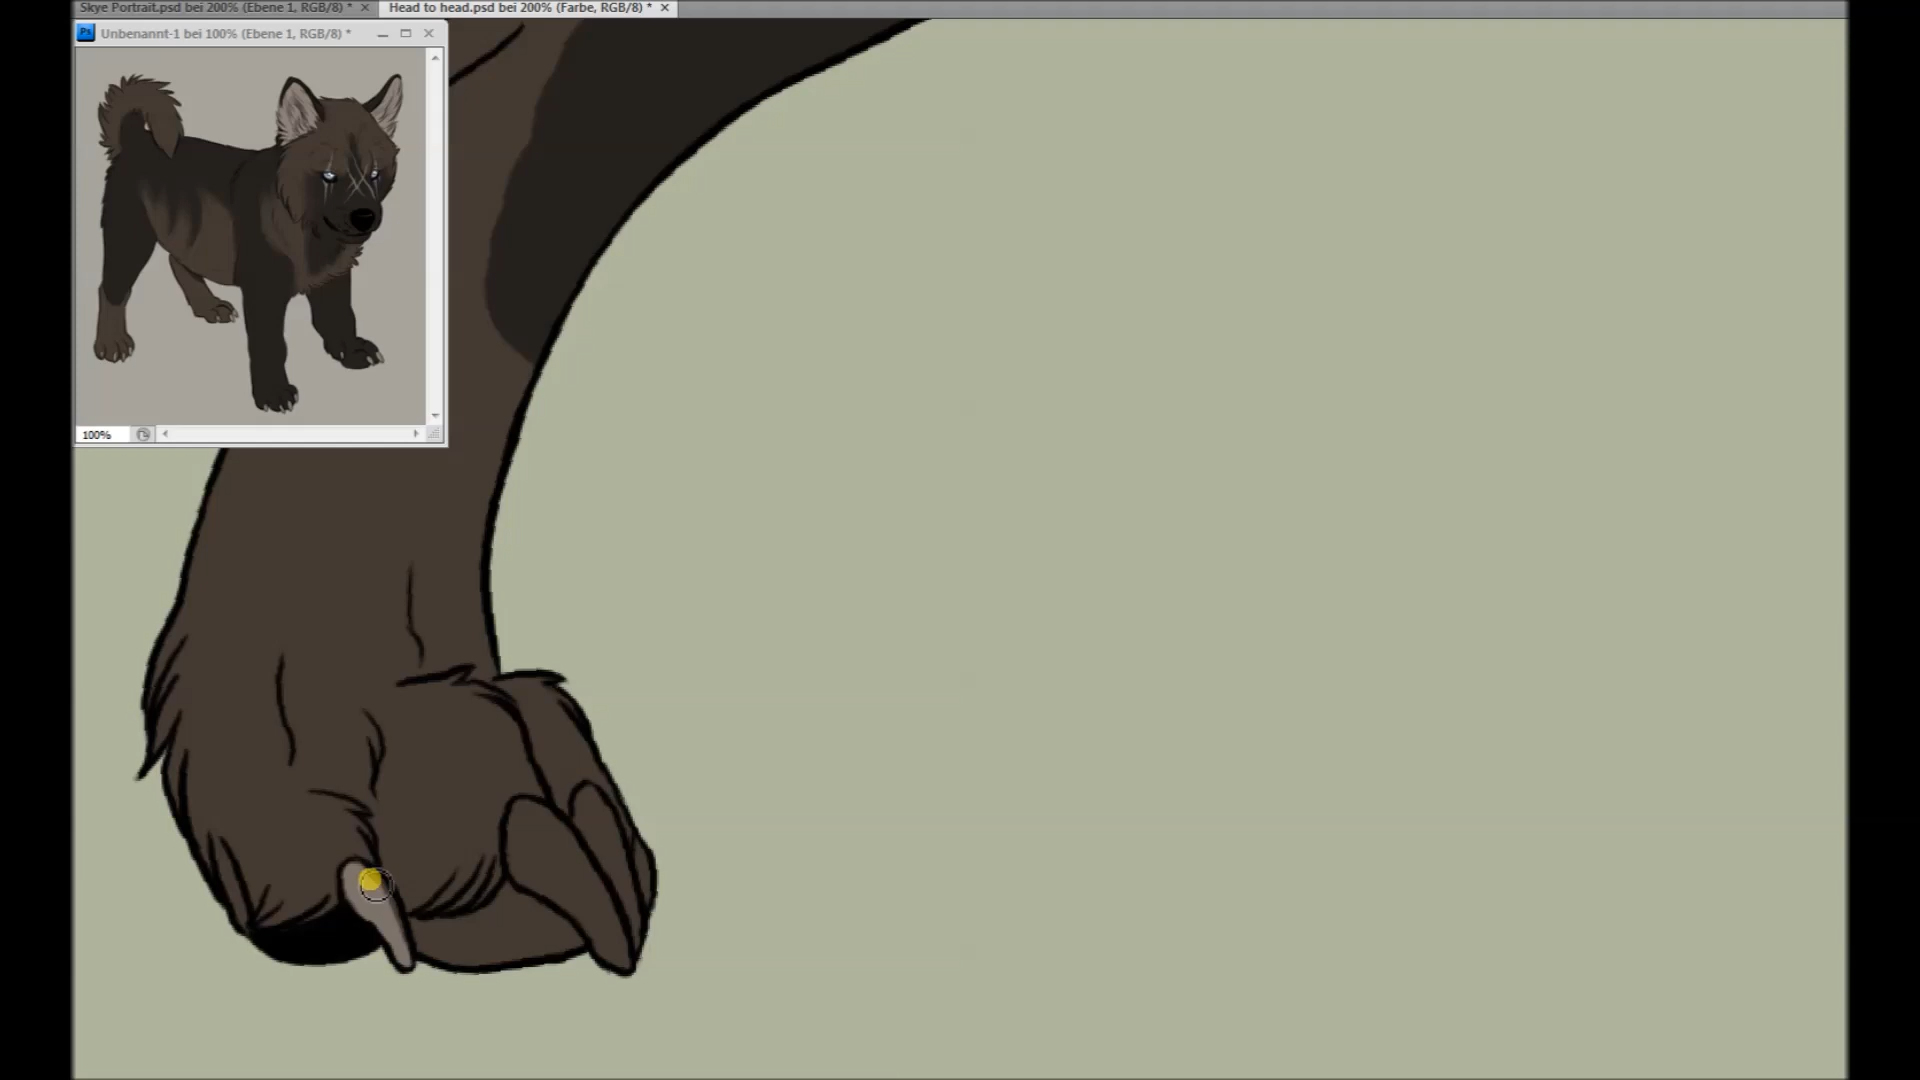 Skye Portrait.psd bei 200% (Ebene 1, RGB/8) *
Head to head.psd bei 200% (Farbe, RGB/8) *
Ps
Unbenannt-1 bei 100% (Ebene 1, RGB/8) *
100%